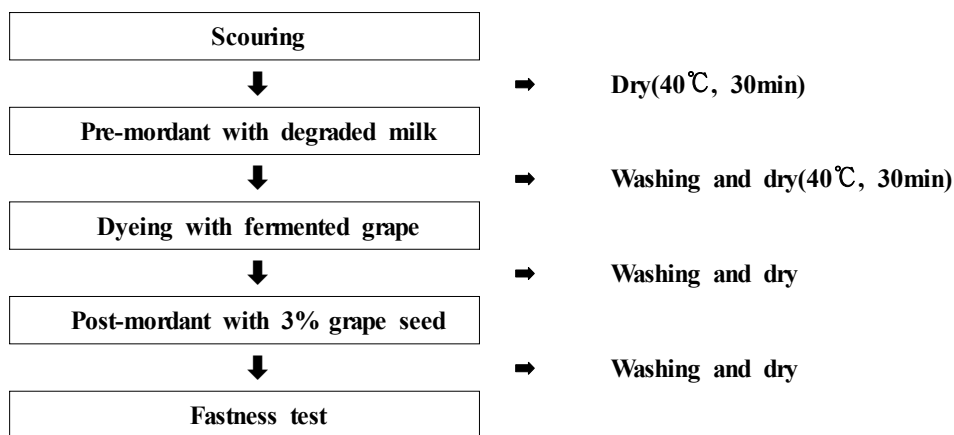 Scouring
Dry(40℃, 30min)
Pre-mordant with degraded milk
Washing and dry(40℃, 30min)
Dyeing with fermented grape
Washing and dry
Post-mordant with 3% grape seed
Washing and dry
Fastness test